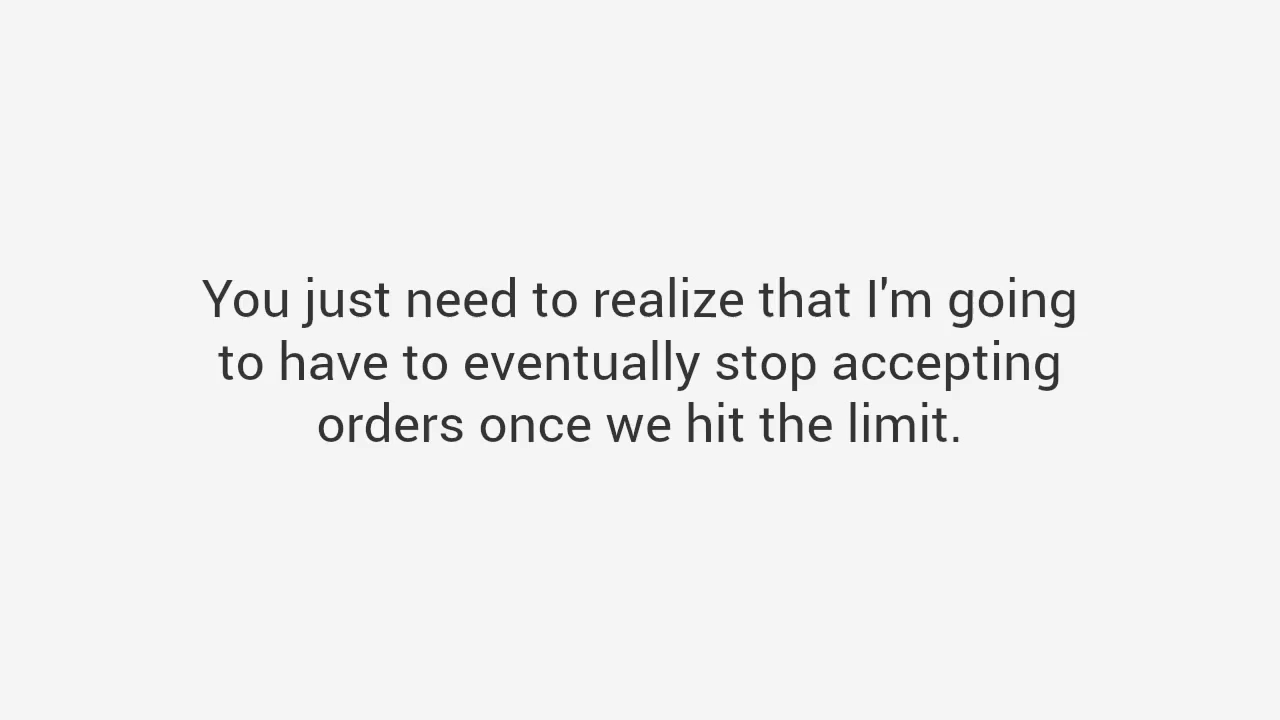 You just need to realize that I'm going
to have to eventually stop accepting
orders once we hit the limit.